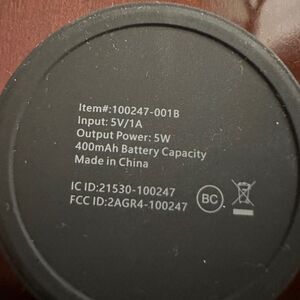 Item#:100247-001B
Input: 5V/1A
Output Power: 5W
400mAh Battery Capacity
Made in China
IC ID:21530-100247
FCC ID:2AGR4-100247
BC